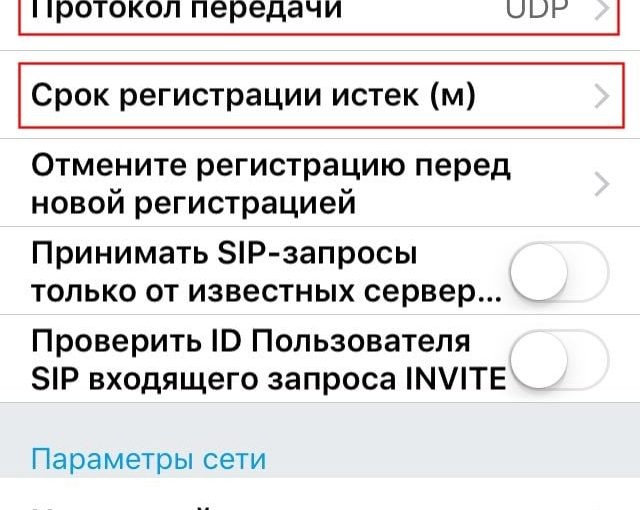 Протокол передачи UDP
Срок регистрации истек (м)
Отмените регистрацию перед
новой регистрацией
Принимать SIP-запросы
только от известных сервер...
Проверить ID Пользователя
SIP входящего запроса INVITE
Параметры сети